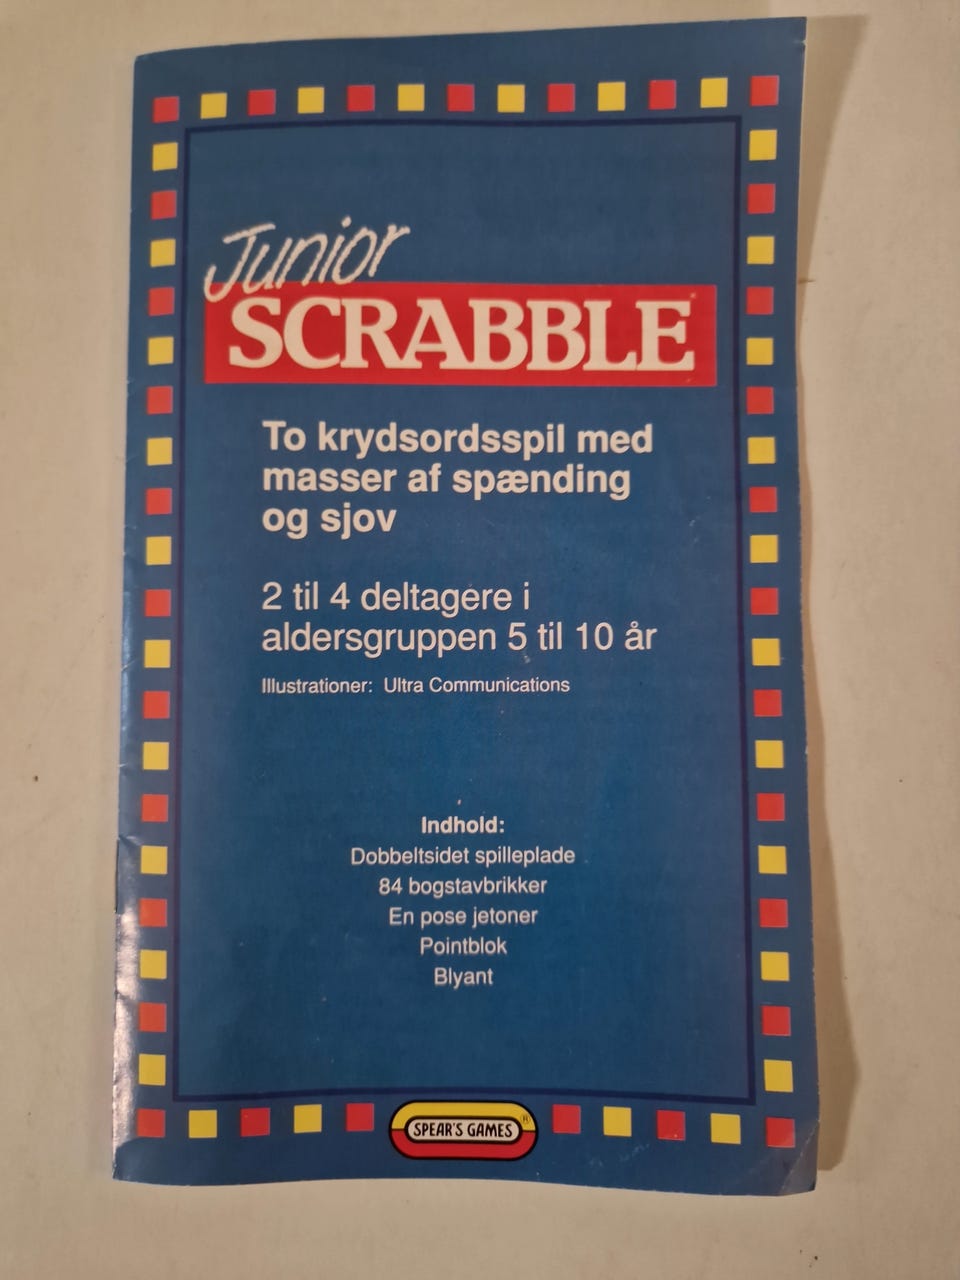 Junior
SCRABBLE
To krydsordsspil med
masser af spænding
og sjov
2 til 4 deltagere i
aldersgruppen 5 til 10 år
Illustrationer: Ultra Communications
Indhold:
Dobbeltsidet spilleplade
84 bogstavbrikker
En pose jetoner
Pointblok
Blyant
SPEAR'S GAMES ®